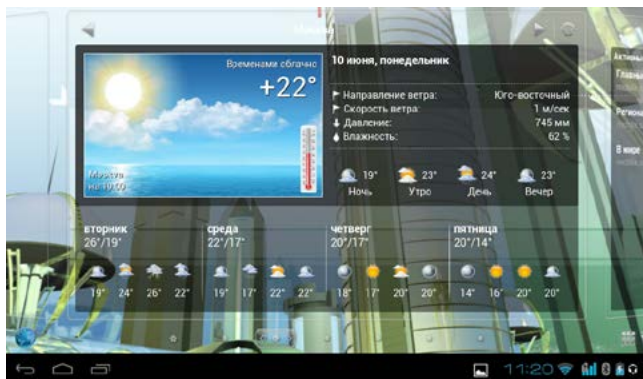 Москва
Временами облачно
+22°
Москва
на 10:00
10 июня, понедельник
Направление ветра: Юго-восточный
Скорость ветра: 1 м/сек
Давление: 745 мм
Влажность: 62 %
19° 23° 24° 23°
Ночь Утро День Вечер
вторник
26°/19°
19° 24° 26° 22°
среда
22°/17°
19° 17° 22° 22°
четверг
20°/17°
18° 17° 20° 20°
пятница
20°/14°
14° 16° 20° 20°
В мире
11:20